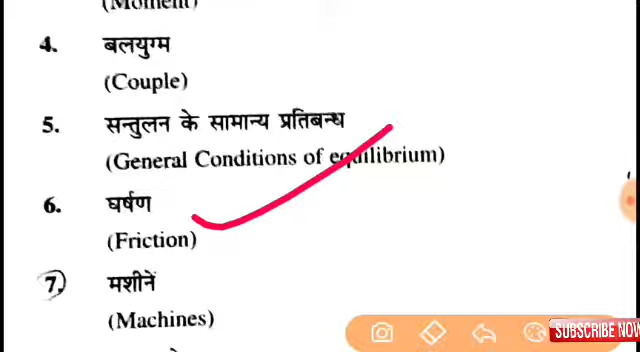 (Moment)
4. बलयुग्म
(Couple)
5. सन्तुलन के सामान्य प्रतिबन्ध
(General Conditions of equilibrium)
6. घर्षण
(Friction)
7. मशीनें
(Machines)
SUBSCRIBE NOW